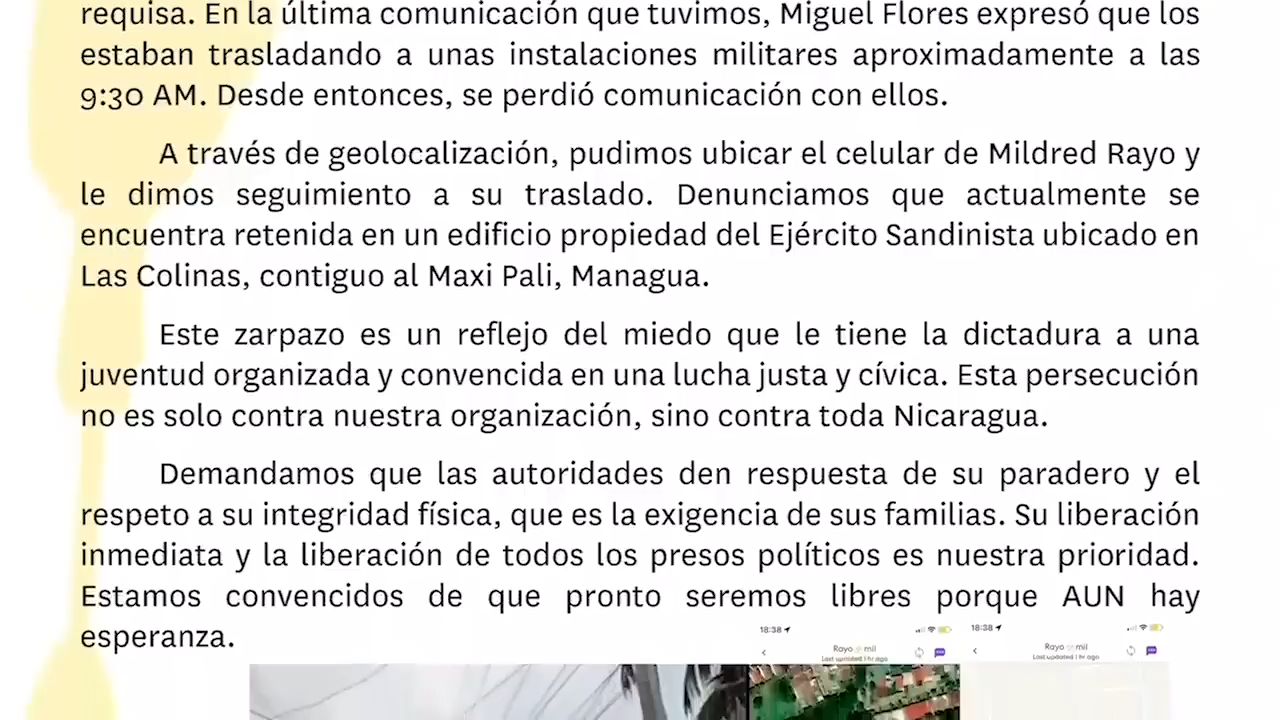 requisa. En la última comunicación que tuvimos, Miguel Flores expresó que los
estaban trasladando a unas instalaciones militares aproximadamente a las
9:30 AM. Desde entonces, se perdió comunicación con ellos.
A través de geolocalización, pudimos ubicar el celular de Mildred Rayo y
le dimos seguimiento a su traslado. Denunciamos que actualmente se
encuentra retenida en un edificio propiedad del Ejército Sandinista ubicado en
Las Colinas, contiguo al Maxi Pali, Managua.
Este zarpazo es un reflejo del miedo que le tiene la dictadura a una
juventud organizada y convencida en una lucha justa y cívica. Esta persecución
no es solo contra nuestra organización, sino contra toda Nicaragua.
Demandamos que las autoridades den respuesta de su paradero y el
respeto a su integridad física, que es la exigencia de sus familias. Su liberación
inmediata y la liberación de todos los presos políticos es nuestra prioridad.
Estamos convencidos de que pronto seremos libres porque AUN hay
esperanza.
18:38
Rayo mil
Last updated 1 hr ago
18:38
Rayo mil
Last updated 1 hr ago